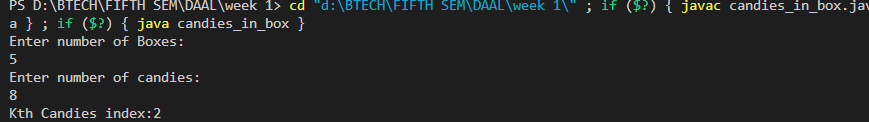 PS D:\BTECH\FIFTH SEM\DAAL\week 1> cd "d:\BTECH\FIFTH SEM\DAAL\week 1\" ; if ($?) { javac candies_in_box.jav
a } ; if ($?) { java candies_in_box }
Enter number of Boxes:
5
Enter number of candies:
8
Kth Candies index:2